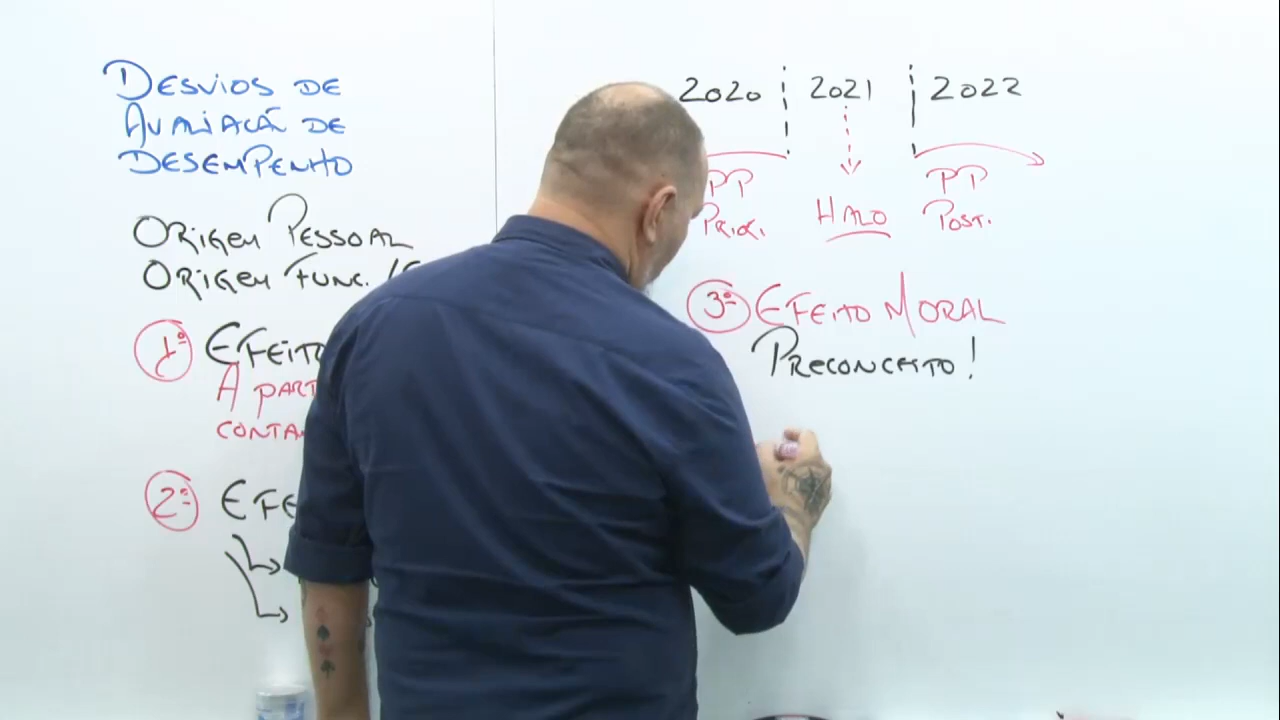 DESVIOS DE
AVALIAÇÃ DE
DESEMPENHO
ORIGEM PESSOAL
ORIGEM FUNC. /
1º EFEITO
A PART
CONTA
2º EFE
2020 2021 2022
PP
PRIOR.
HALO
PP
POST.
3º EFEITO MORAL
PRECONCEITO!